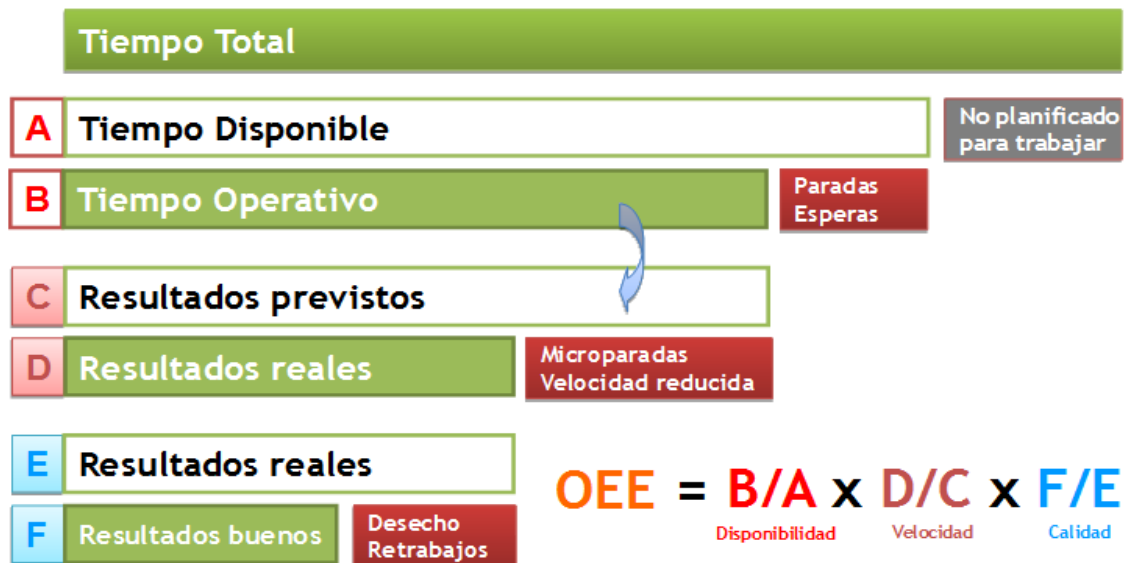 Tiempo Total
A Tiempo Disponible
No planificado
para trabajar
B Tiempo Operativo
Paradas
Esperas
C Resultados previstos
D Resultados reales
Microparadas
Velocidad reducida
E Resultados reales
F Resultados buenos
Desecho
Retrabajos
OEE = B/A x D/C x F/E
Disponibilidad Velocidad Calidad